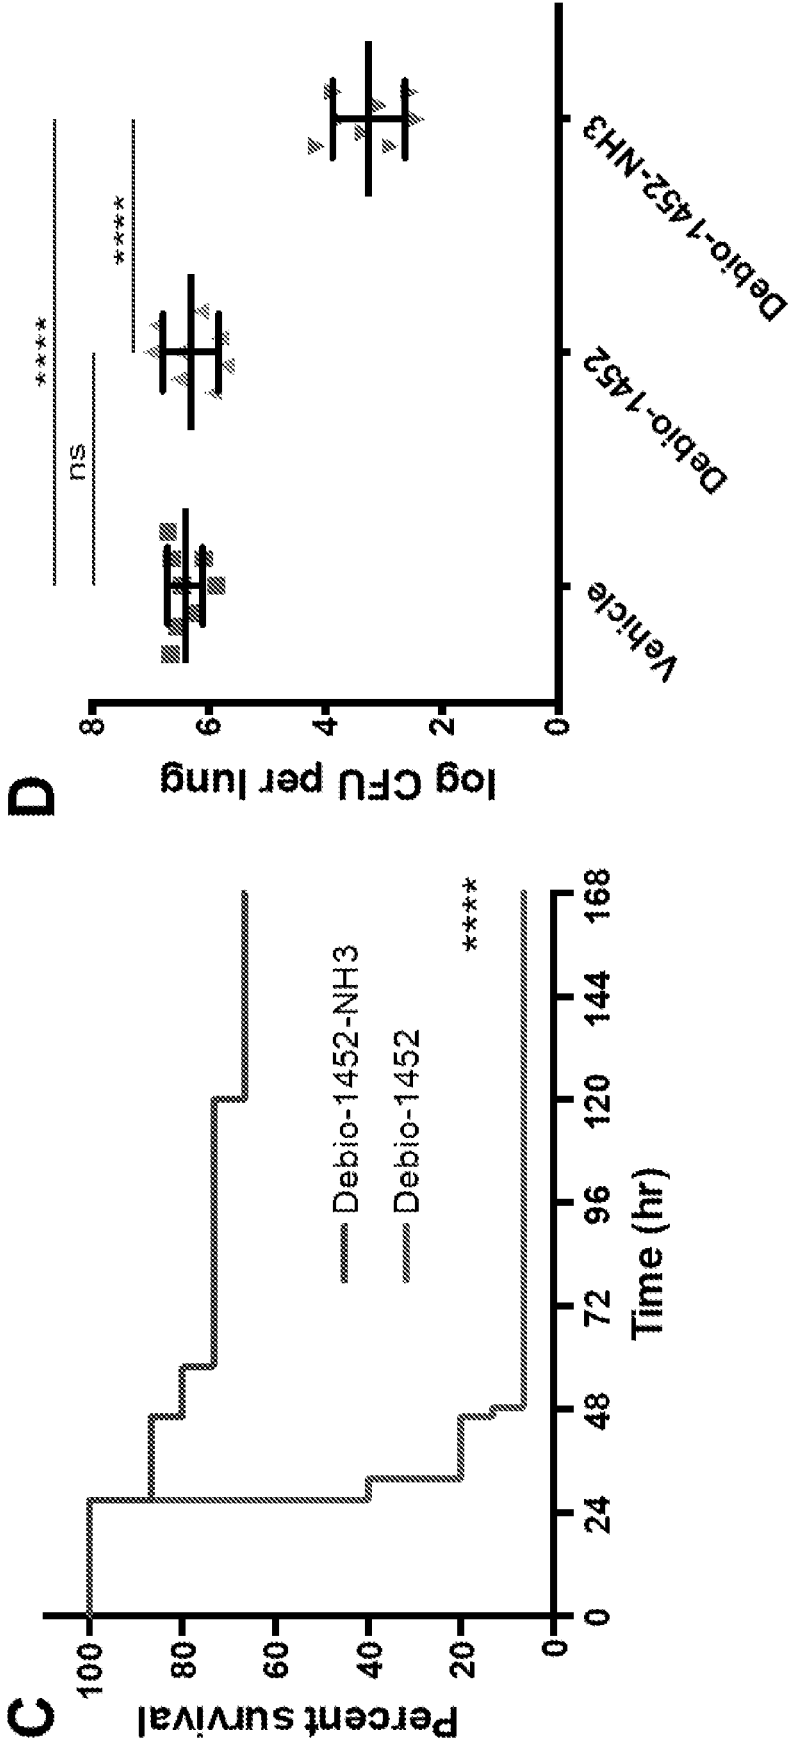 C
Percent survival
100
80
60
40
20
0
Debio-1452-NH3
Debio-1452
****
0 24 48 72 96 120 144 168
Time (hr)
D
log CFU per lung
8
6
4
2
0
****
ns
****
Vehicle
Debio-1452
Debio-1452-NH3